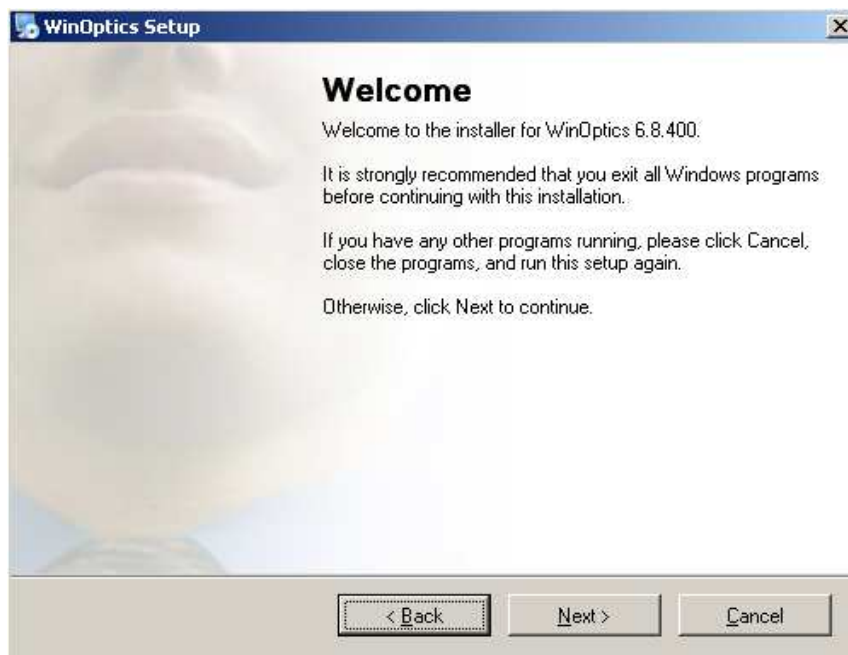 WinOptics Setup
Welcome
Welcome to the installer for WinOptics 6.8.400.
It is strongly recommended that you exit all Windows programs
before continuing with this installation.
If you have any other programs running, please click Cancel,
close the programs, and run this setup again.
Otherwise, click Next to continue.
< Back
Next >
Cancel